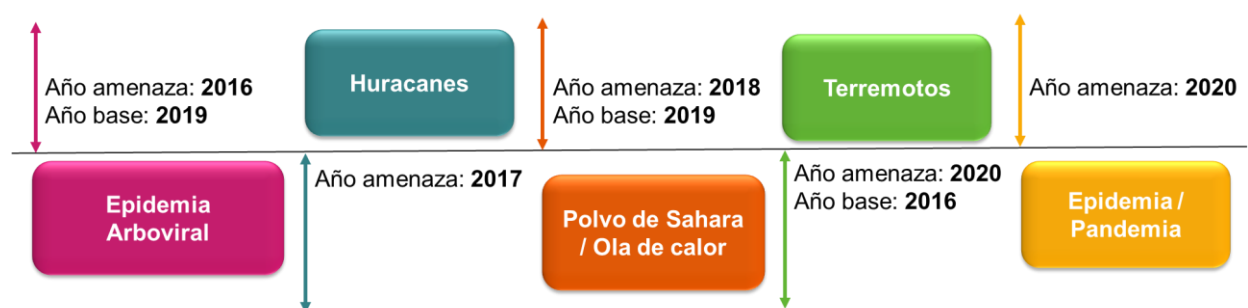 Año amenaza: 2016
Año base: 2019
Epidemia
Arboviral
Huracanes
Año amenaza: 2017
Año amenaza: 2018
Año base: 2019
Polvo de Sahara
/ Ola de calor
Terremotos
Año amenaza: 2020
Año base: 2016
Año amenaza: 2020
Epidemia /
Pandemia